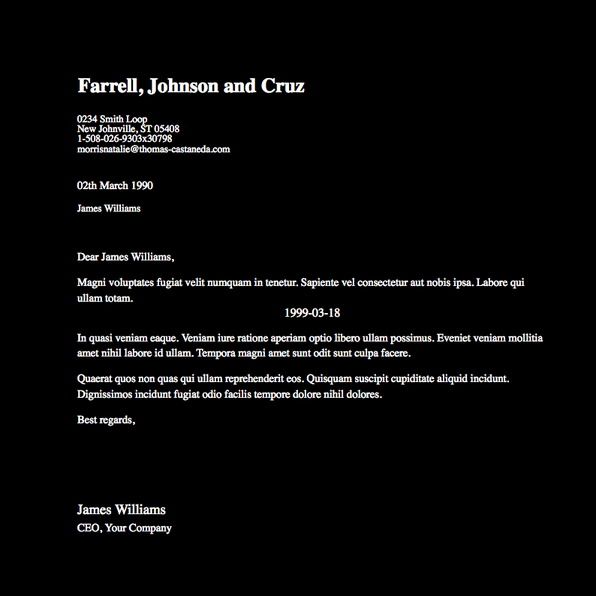 Farrell, Johnson and Cruz
0234 Smith Loop
New Johnville, ST 05408
1-508-026-9303x30798
morrisnatalie@thomas-castaneda.com
02th March 1990
James Williams
Dear James Williams,
Magni voluptates fugiat velit numquam in tenetur. Sapiente vel consectetur aut nobis ipsa. Labore qui
ullam totam.
1999-03-18
In quasi veniam eaque. Veniam iure ratione aperiam optio libero ullam possimus. Eveniet veniam mollitia
amet nihil labore id ullam. Tempora magni amet sunt odit sunt culpa facere.
Quaerat quos non quas qui ullam reprehenderit eos. Quisquam suscipit cupiditate aliquid incidunt.
Dignissimos incidunt fugiat odio facilis tempore dolore nihil dolores.
Best regards,
James Williams
CEO, Your Company